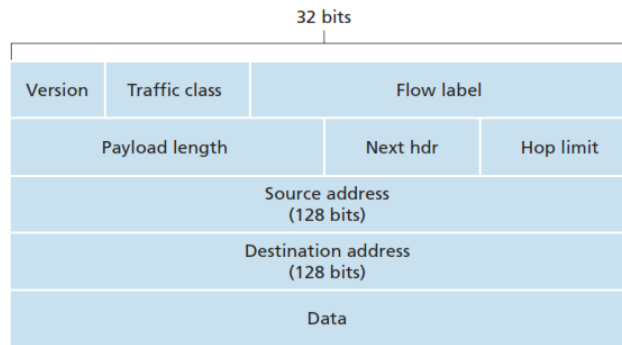 32 bits
Version Traffic class Flow label
Payload length Next hdr Hop limit
Source address
(128 bits)
Destination address
(128 bits)
Data